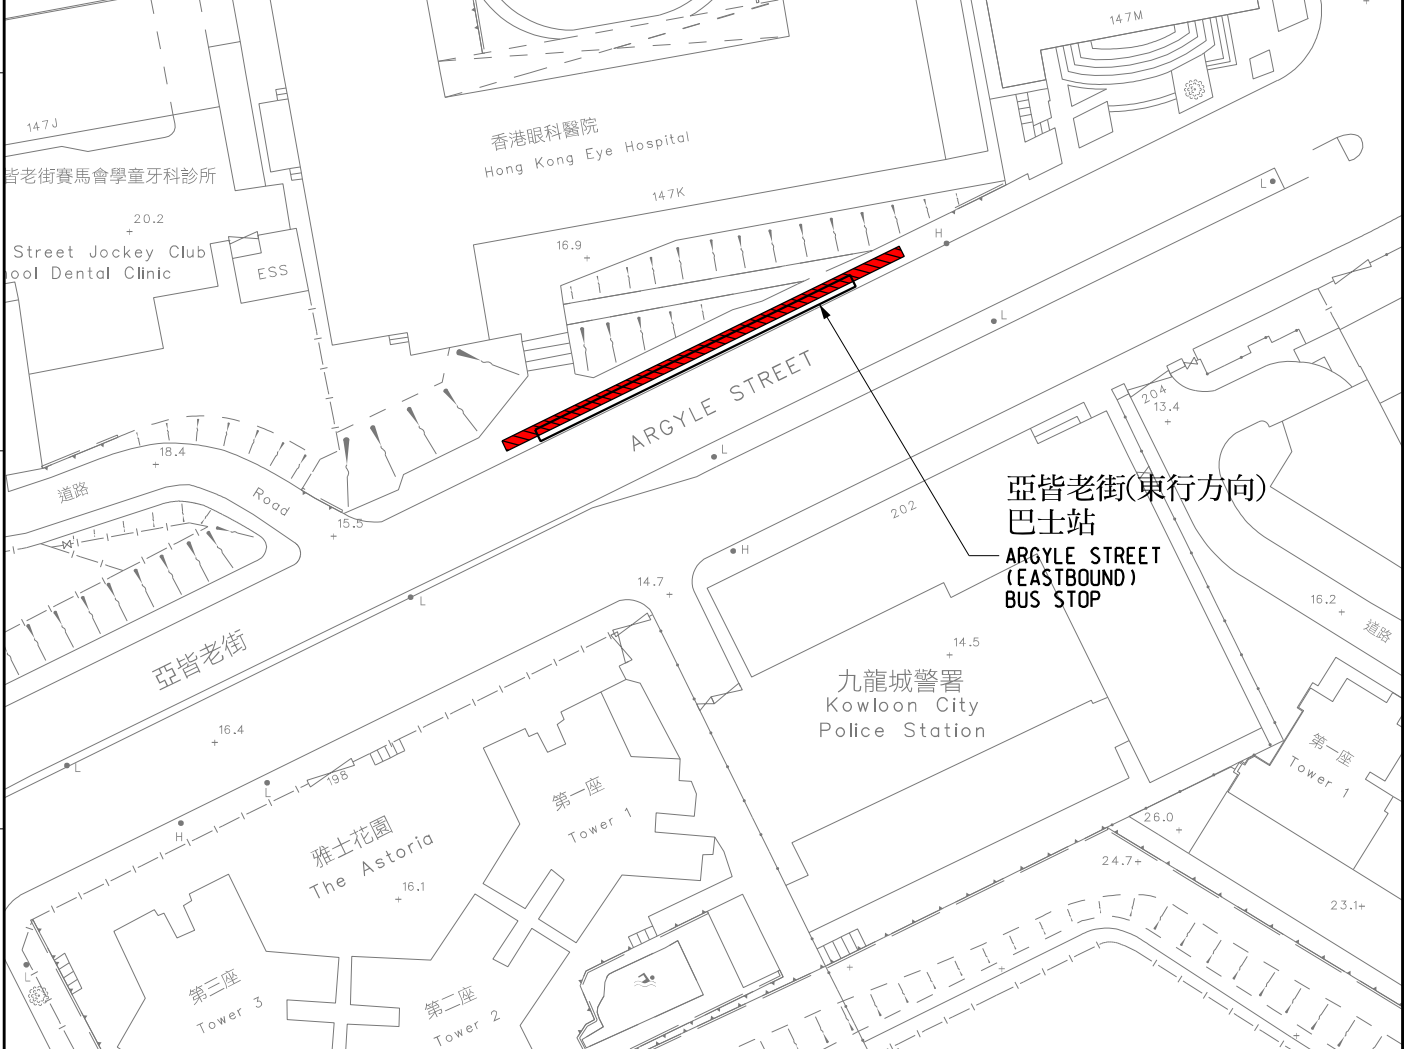 147M
147J
香港眼科醫院
Hong Kong Eye Hospital
147K
皆老街賽馬會學童牙科診所
20.2
Street Jockey Club
ool Dental Clinic
ESS
16.9
H
L
L
ARGYLE STREET
204
13.4
18.4
道路
Road
15.5
L
202
亞皆老街(東行方向)
巴士站
ARGYLE STREET
(EASTBOUND)
BUS STOP
H
14.7
L
16.2
道路
亞皆老街
14.5
九龍城警署
Kowloon City
Police Station
16.4
L
198
L
H
第一座
Tower 1
第一座
Tower 1
雅士花園
The Astoria
16.1
26.0
24.7
23.1
L
第三座
Tower 3
第二座
Tower 2